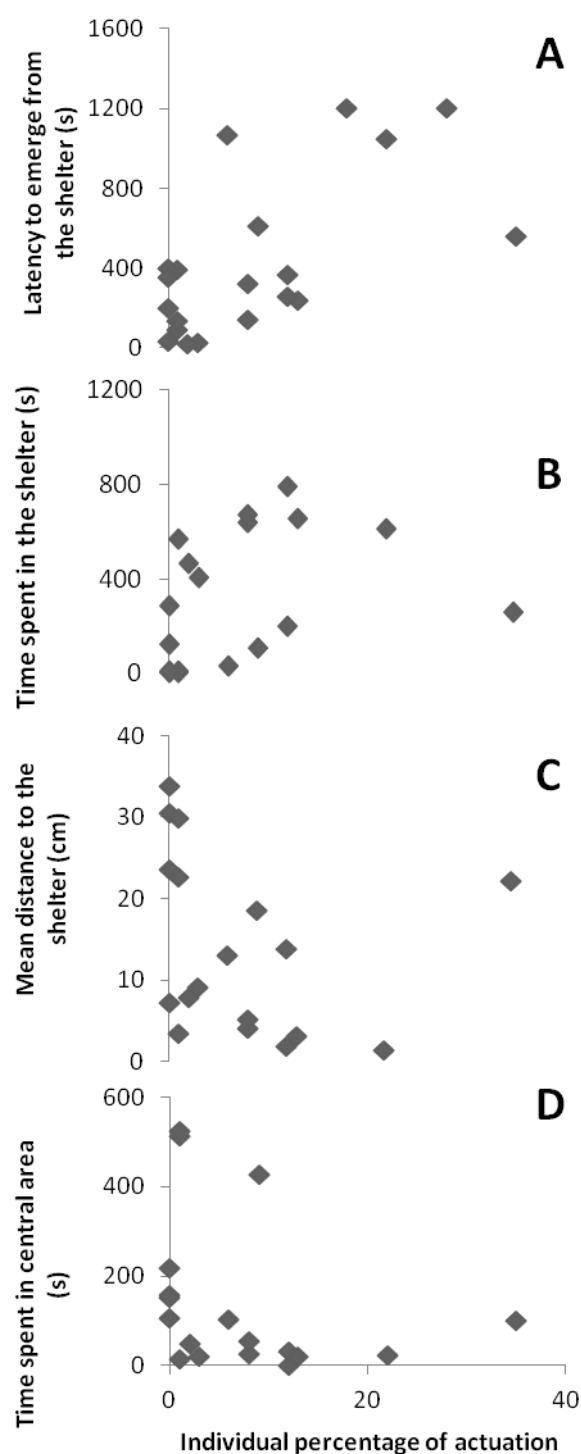 A
Latency to emerge from
the shelter (s)
1600
1200
800
400
0
B
Time spent in the shelter (s)
1200
800
400
0
C
Mean distance to the
shelter (cm)
40
30
20
10
0
D
Time spent in central area
(s)
600
400
200
0
0 20 40
Individual percentage of actuation